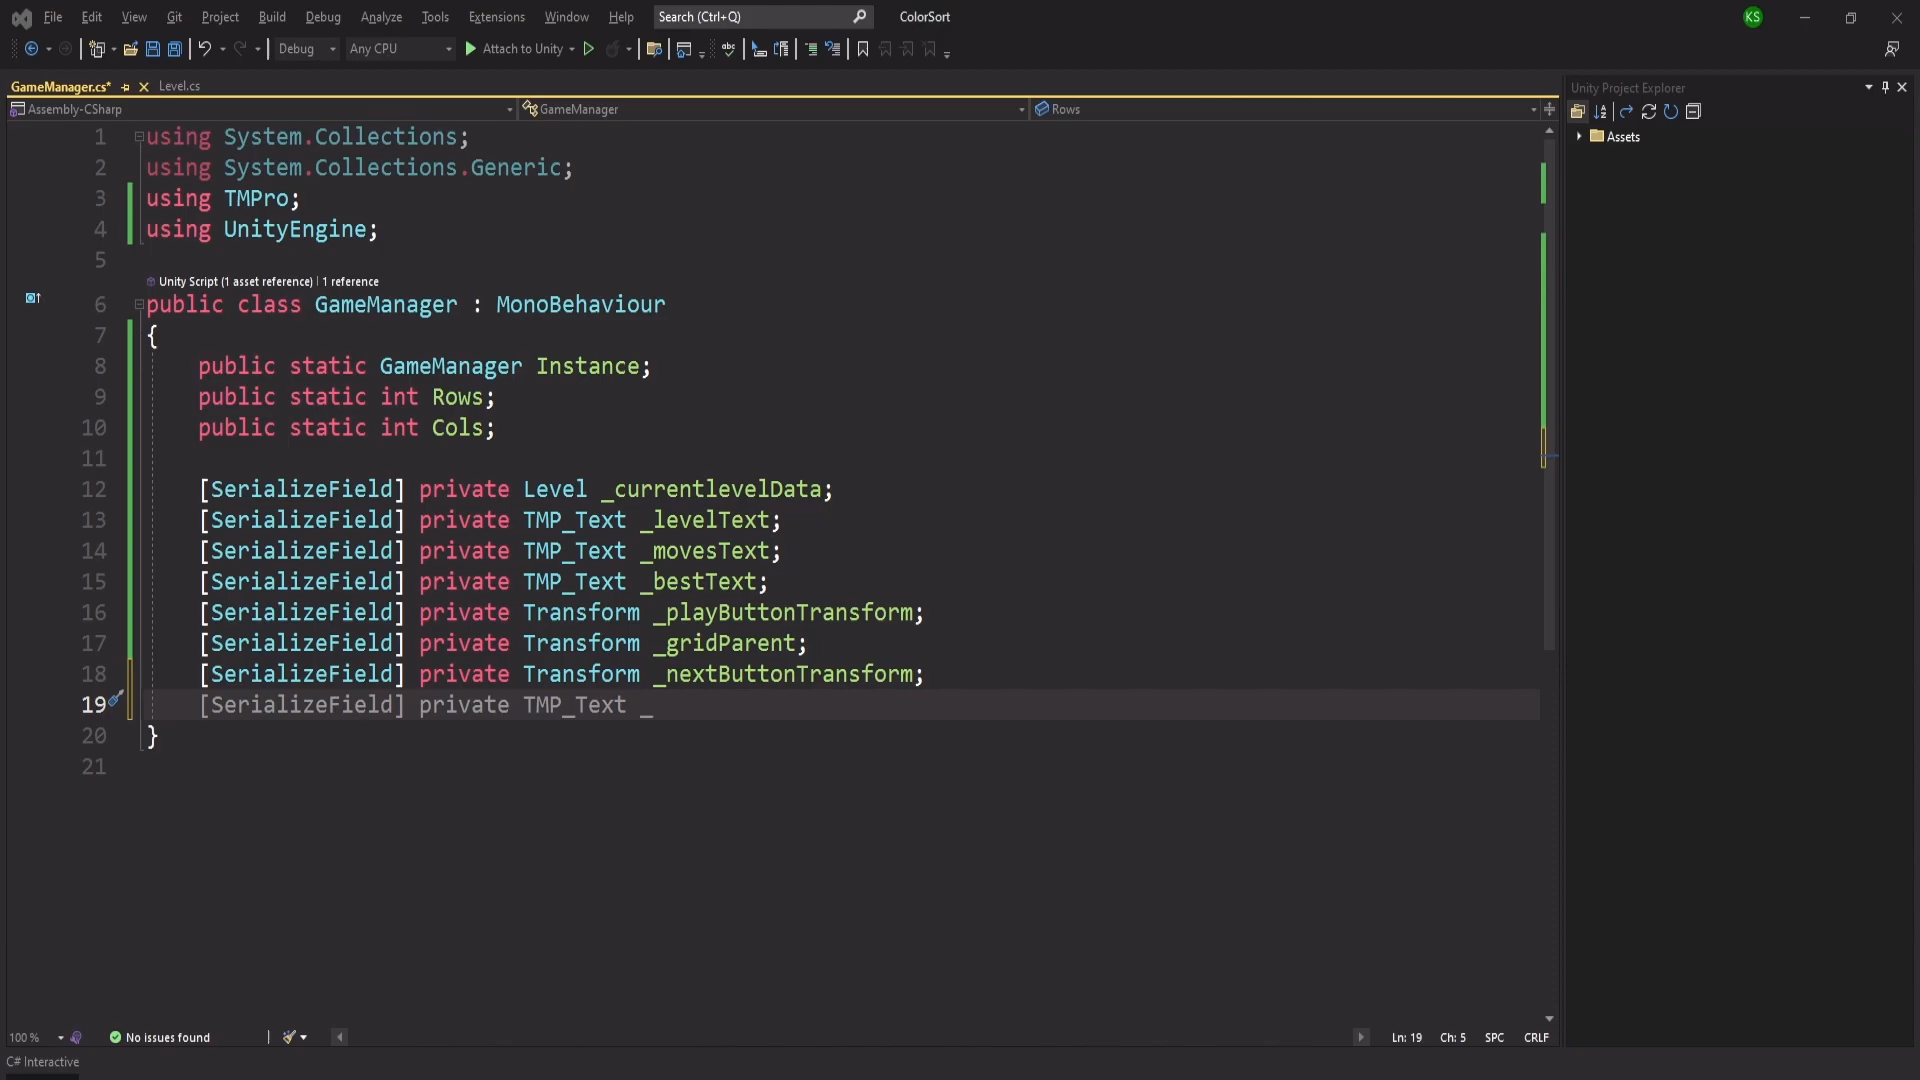 File Edit View Git Project Build Debug Analyze Tools Extensions Window Help Search (Ctrl+Q) ColorSort KS
Debug Any CPU Attach to Unity
GameManager.cs* Level.cs
Assembly-CSharp GameManager Rows
Unity Project Explorer
Assets
1 using System.Collections;
2 using System.Collections.Generic;
3 using TMPro;
4 using UnityEngine;
5
Unity Script (1 asset reference) | 1 reference
6 public class GameManager : MonoBehaviour
7 {
8 public static GameManager Instance;
9 public static int Rows;
10 public static int Cols;
11
12 [SerializeField] private Level _currentlevelData;
13 [SerializeField] private TMP_Text _levelText;
14 [SerializeField] private TMP_Text _movesText;
15 [SerializeField] private TMP_Text _bestText;
16 [SerializeField] private Transform _playButtonTransform;
17 [SerializeField] private Transform _gridParent;
18 [SerializeField] private Transform _nextButtonTransform;
19 [SerializeField] private TMP_Text _
20 }
21
100 % No issues found Ln: 19 Ch: 5 SPC CRLF
C# Interactive